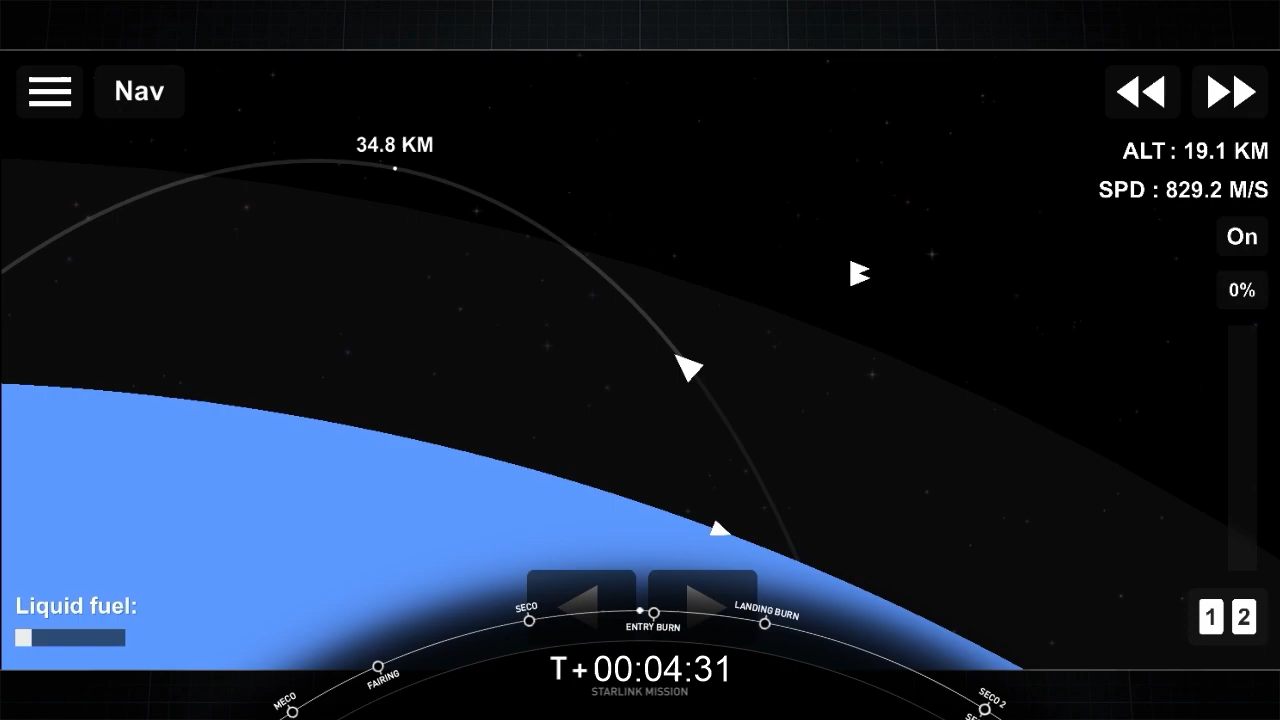 Nav
34.8 KM
ALT : 19.1 KM
SPD : 829.2 M/S
On
0%
Liquid fuel:
1 2
MECO
FAIRING
SECO
ENTRY BURN
LANDING BURN
SECO 2
T+00:04:31
STARLINK MISSION